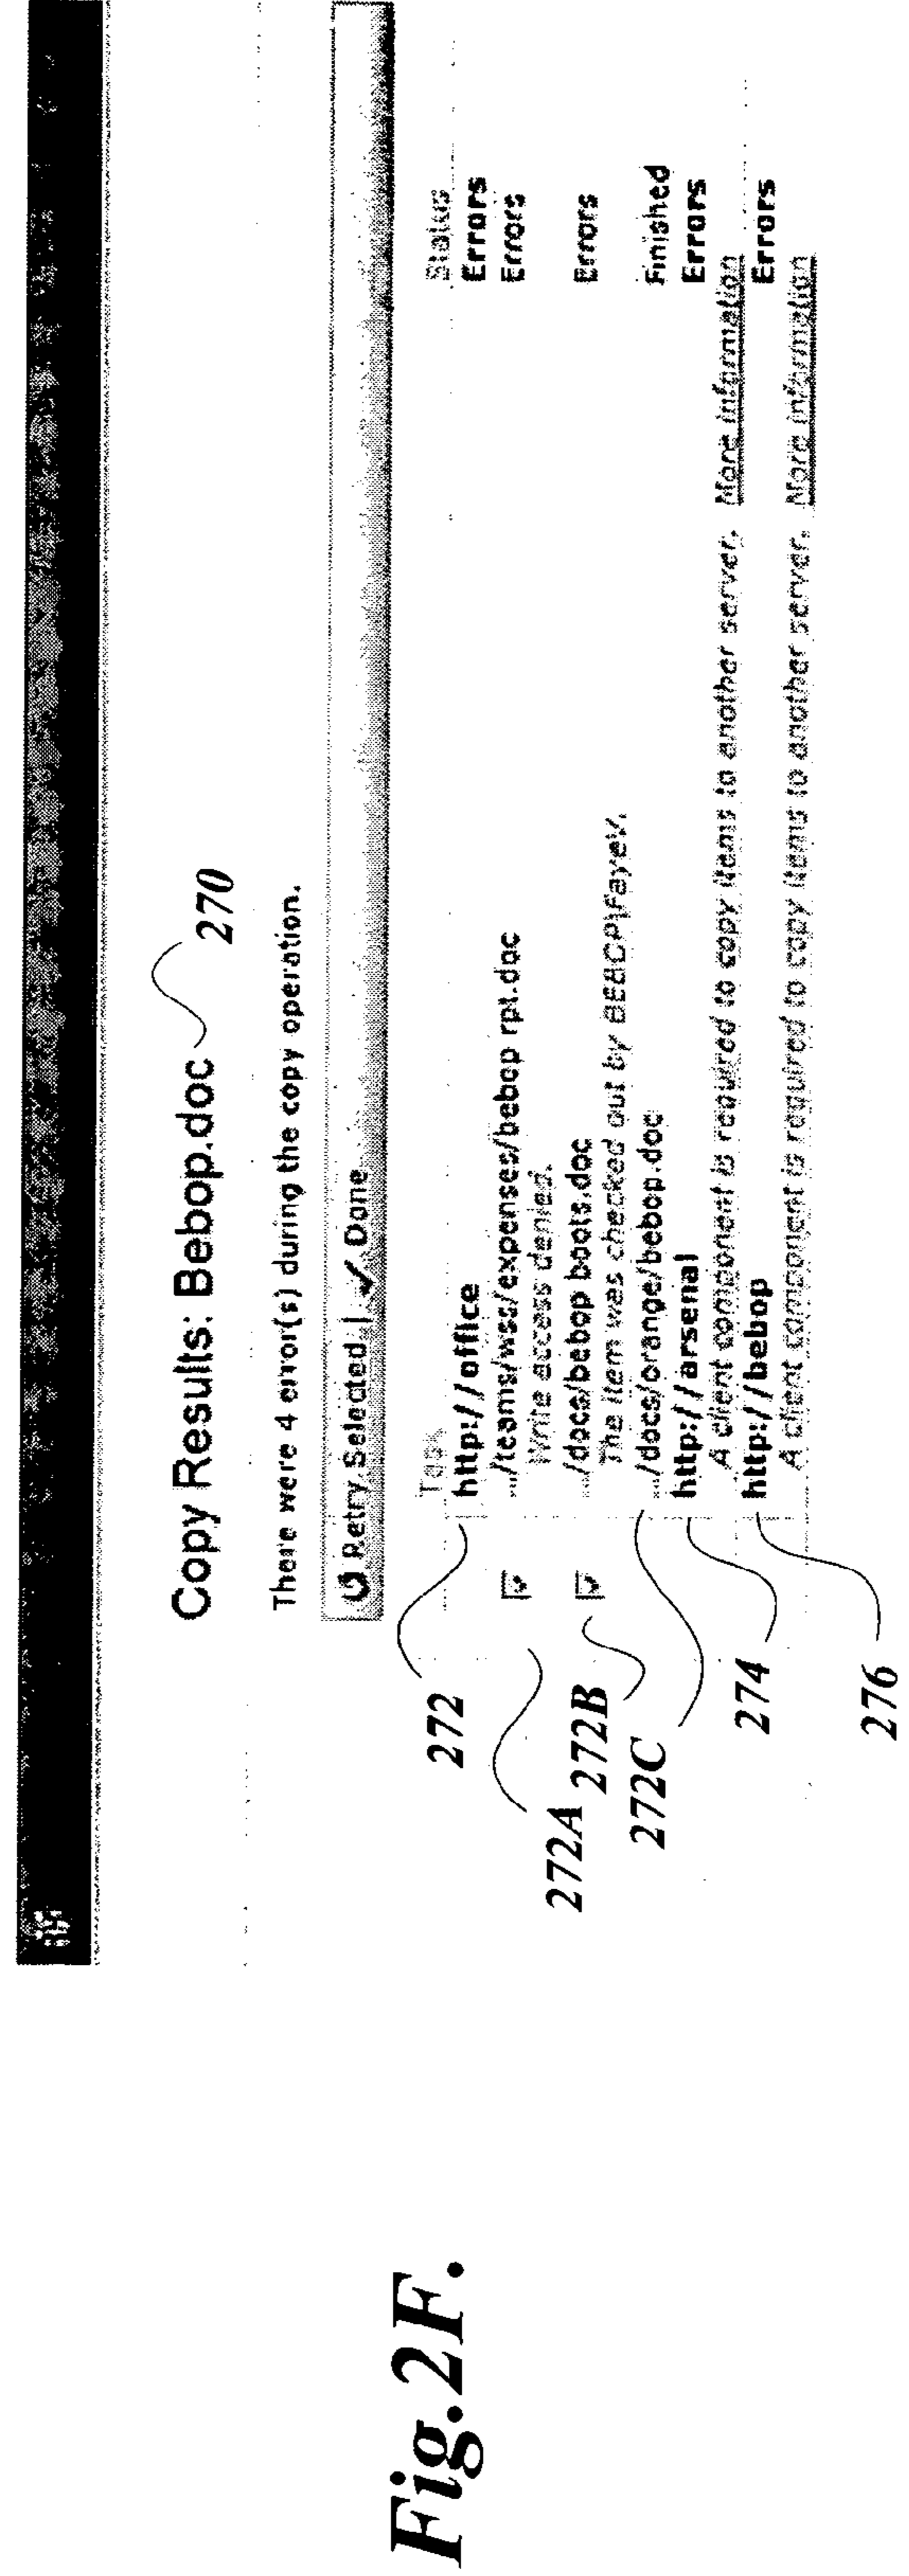 Copy Results: Bebop.doc
270
There were 4 error(s) during the copy operation.
Retry Selected | ✓ Done
Task Status
272
http://office Errors
272A
.../teams/wss/expenses/bebop rpt.doc Errors
Write access denied.
272B
.../docs/bebop boots.doc Errors
The item was checked out by BEBOP\FayeV.
272C
.../docs/orange/bebop.doc Finished
274
http://arsenal Errors
A client component is required to copy items to another server. More Information
276
http://bebop Errors
A client component is required to copy items to another server. More Information
Fig.2F.